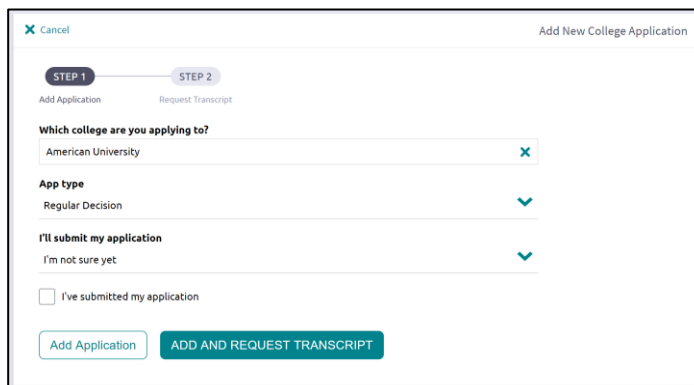 Cancel
Add New College Application
STEP 1
STEP 2
Add Application
Request Transcript
Which college are you applying to?
American University
App type
Regular Decision
I'll submit my application
I'm not sure yet
I've submitted my application
Add Application
ADD AND REQUEST TRANSCRIPT